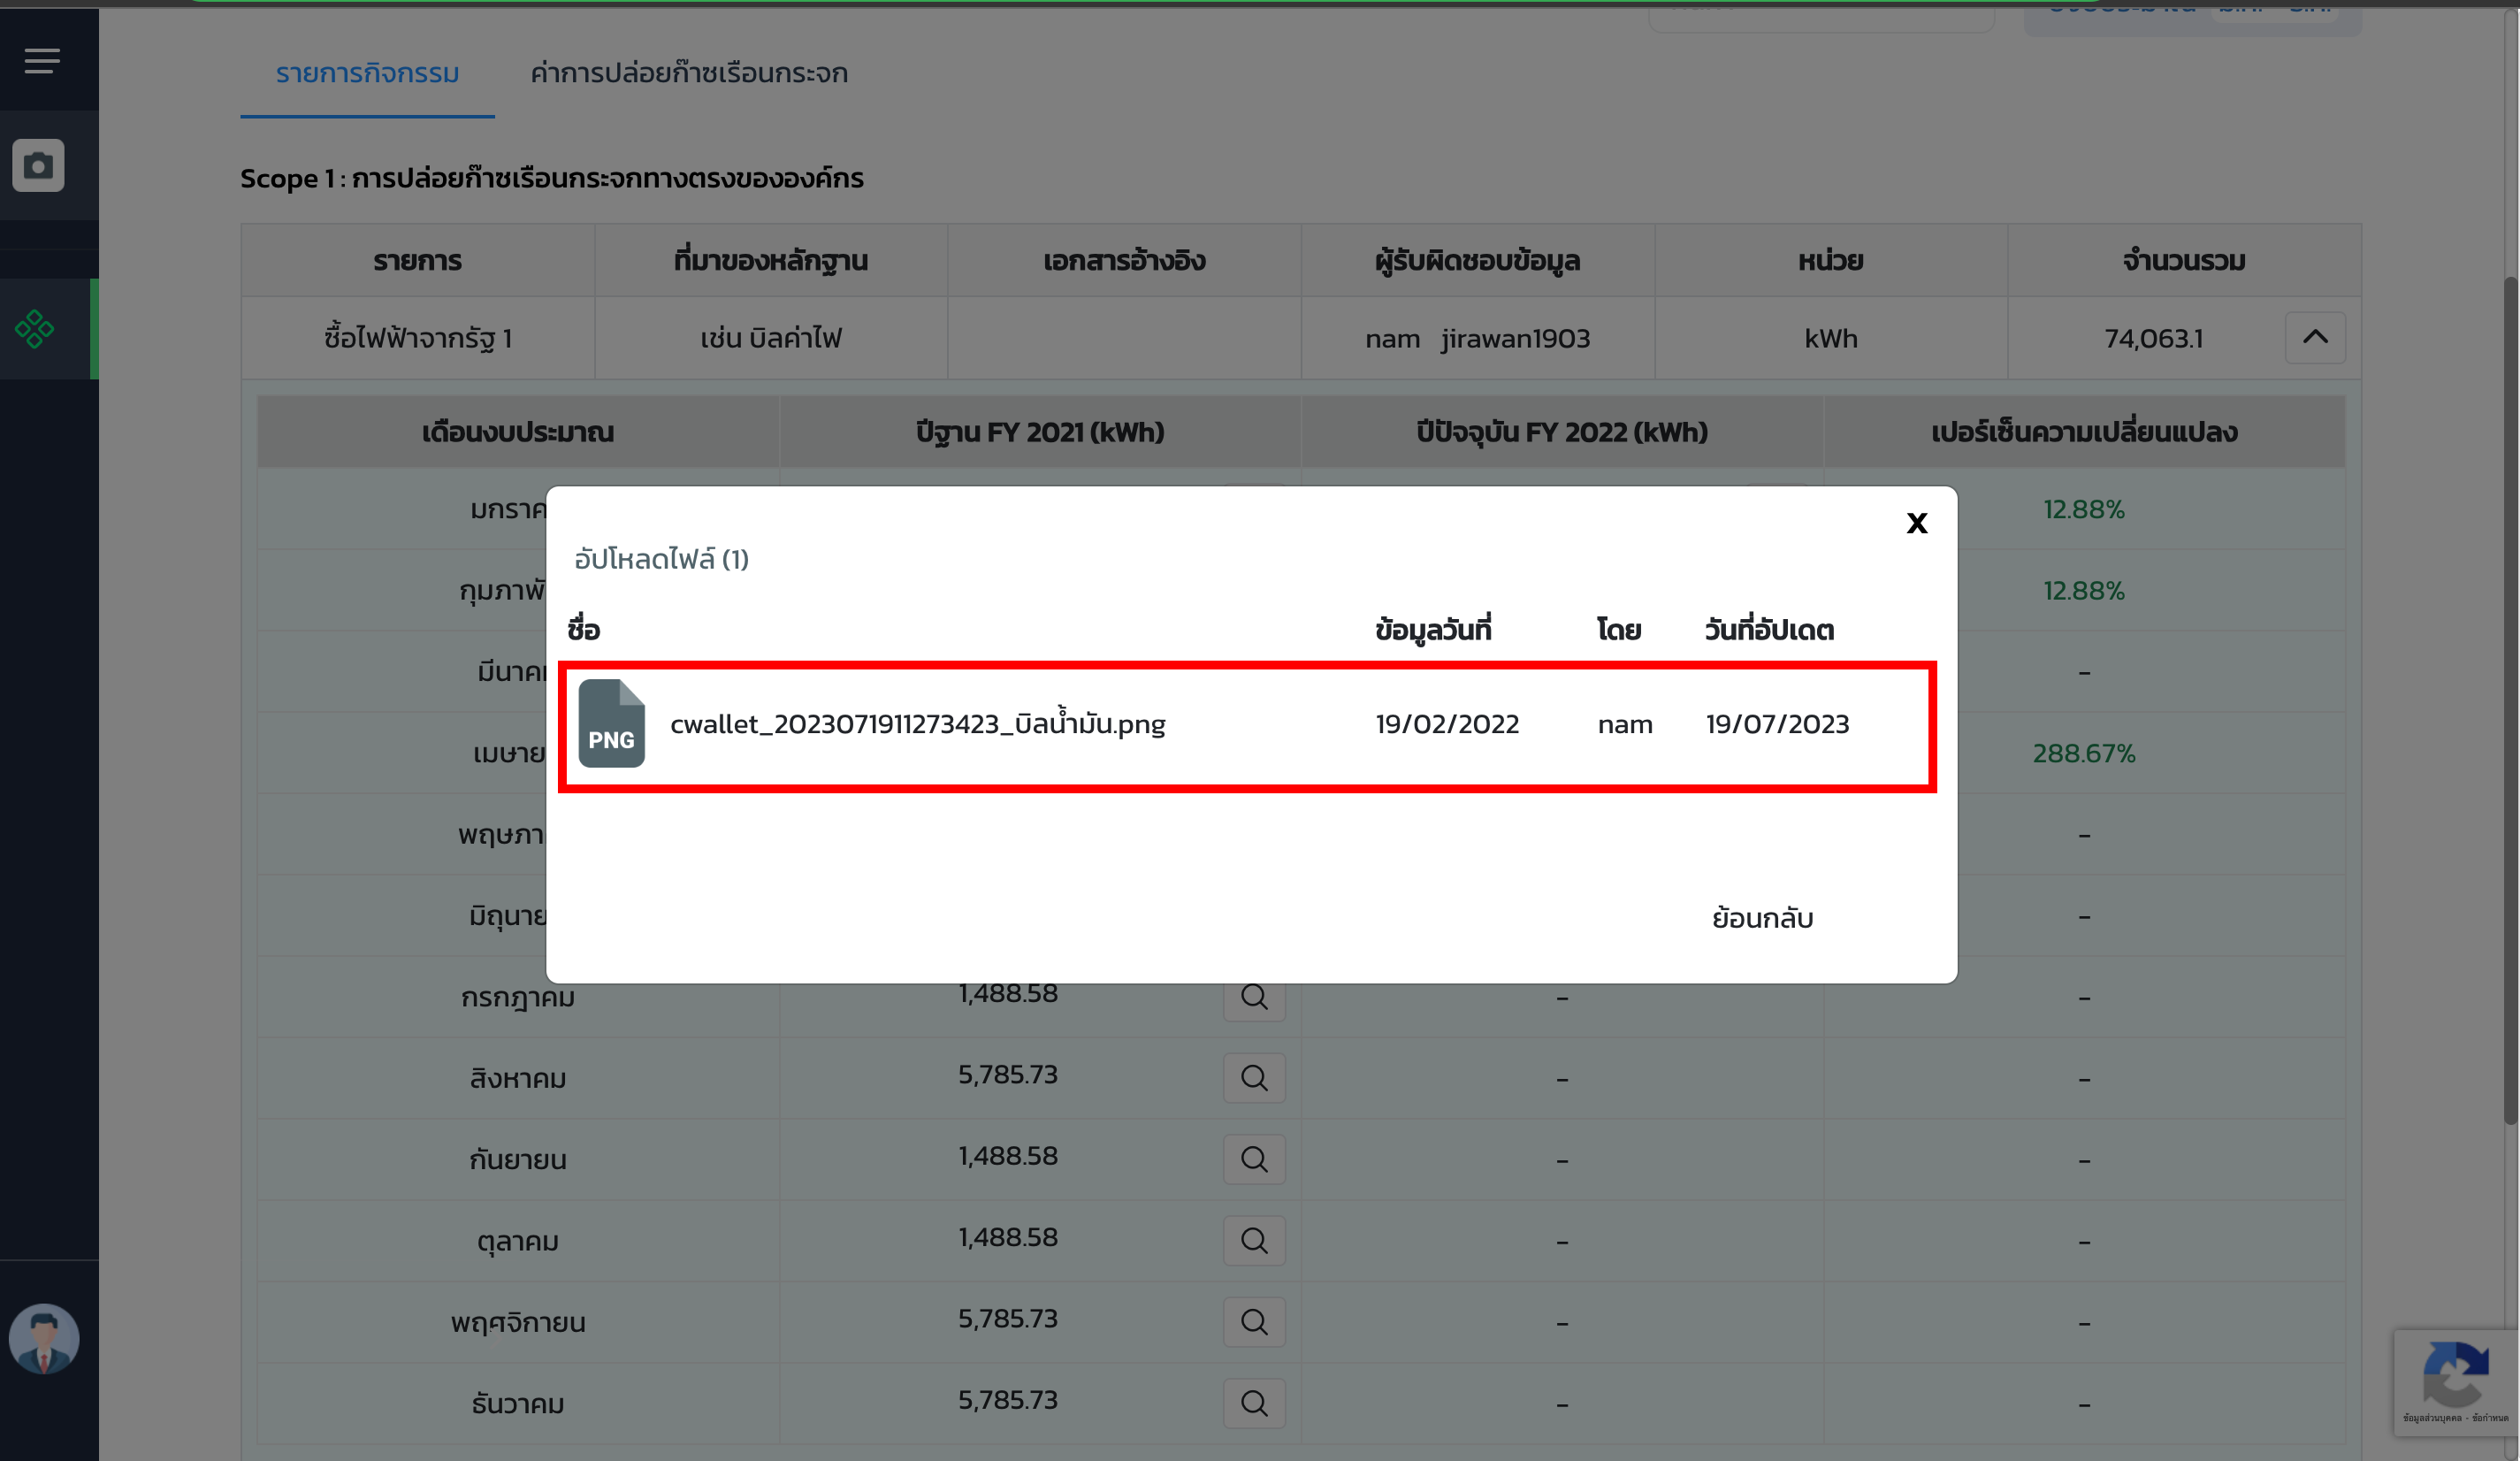 รายการกิจกรรม ค่าการปล่อยก๊าซเรือนกระจก
Scope 1 : การปล่อยก๊าซเรือนกระจกทางตรงขององค์กร
รายการ ที่มาของหลักฐาน เอกสารอ้างอิง ผู้รับผิดชอบข้อมูล หน่วย จำนวนรวม
ซื้อไฟฟ้าจากรัฐ 1 เช่น บิลค่าไฟ nam jirawan1903 kWh 74,063.1
เดือนงบประมาณ ปีฐาน FY 2021 (kWh) ปีปัจจุบัน FY 2022 (kWh) เปอร์เซ็นความเปลี่ยนแปลง
มกราค 12.88%
x
อัปโหลดไฟล์ (1)
กุมภาพั 12.88%
ชื่อ ข้อมูลวันที่ โดย วันที่อัปเดต
มีนาค -
PNG cwallet_2023071911273423_บิลน้ำมัน.png 19/02/2022 nam 19/07/2023
เมษาย 288.67%
พฤษภา -
มิถุนาย -
ย้อนกลับ
กรกฎาคม 1,488.58 - -
สิงหาคม 5,785.73 - -
กันยายน 1,488.58 - -
ตุลาคม 1,488.58 - -
พฤศจิกายน 5,785.73 - -
ธันวาคม 5,785.73 - -
ข้อมูลส่วนบุคคล - ข้อกำหนด